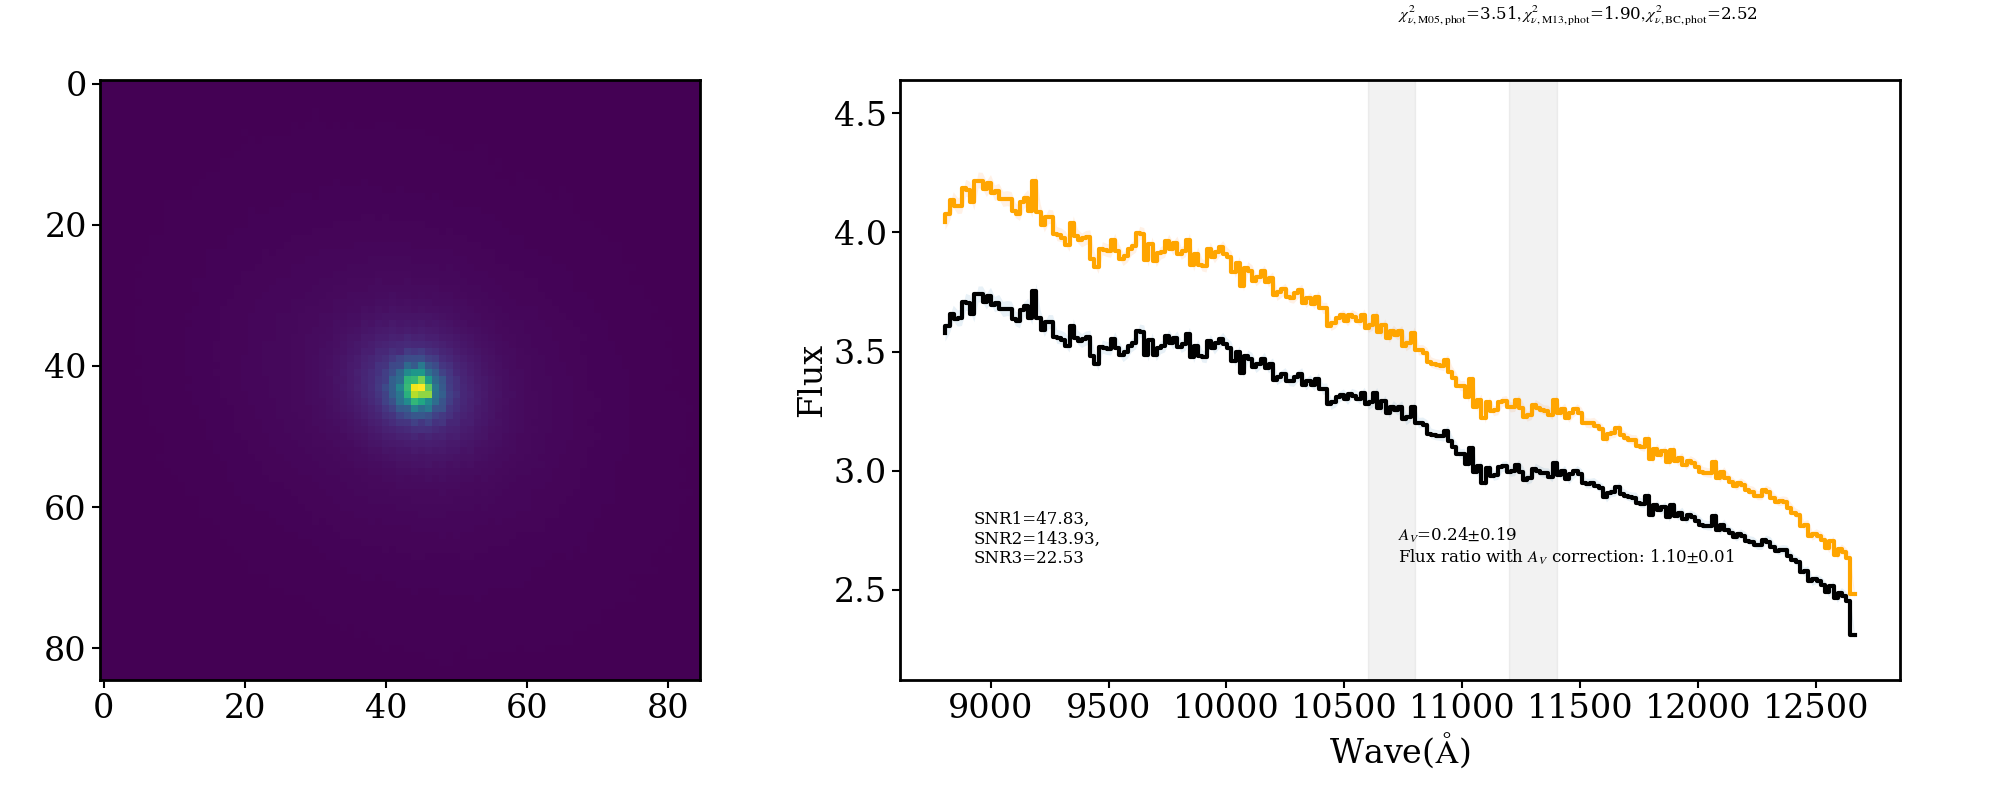 χ²ν,M05,phot=3.51,χ²ν,M13,phot=1.90,χ²ν,BC,phot=2.52
0
20
40
60
80
0 20 40 60 80
4.5
4.0
3.5
3.0
2.5
Flux
SNR1=47.83,
SNR2=143.93,
SNR3=22.53
AV=0.24±0.19
Flux ratio with AV correction: 1.10±0.01
9000 9500 10000 10500 11000 11500 12000 12500
Wave(Å)